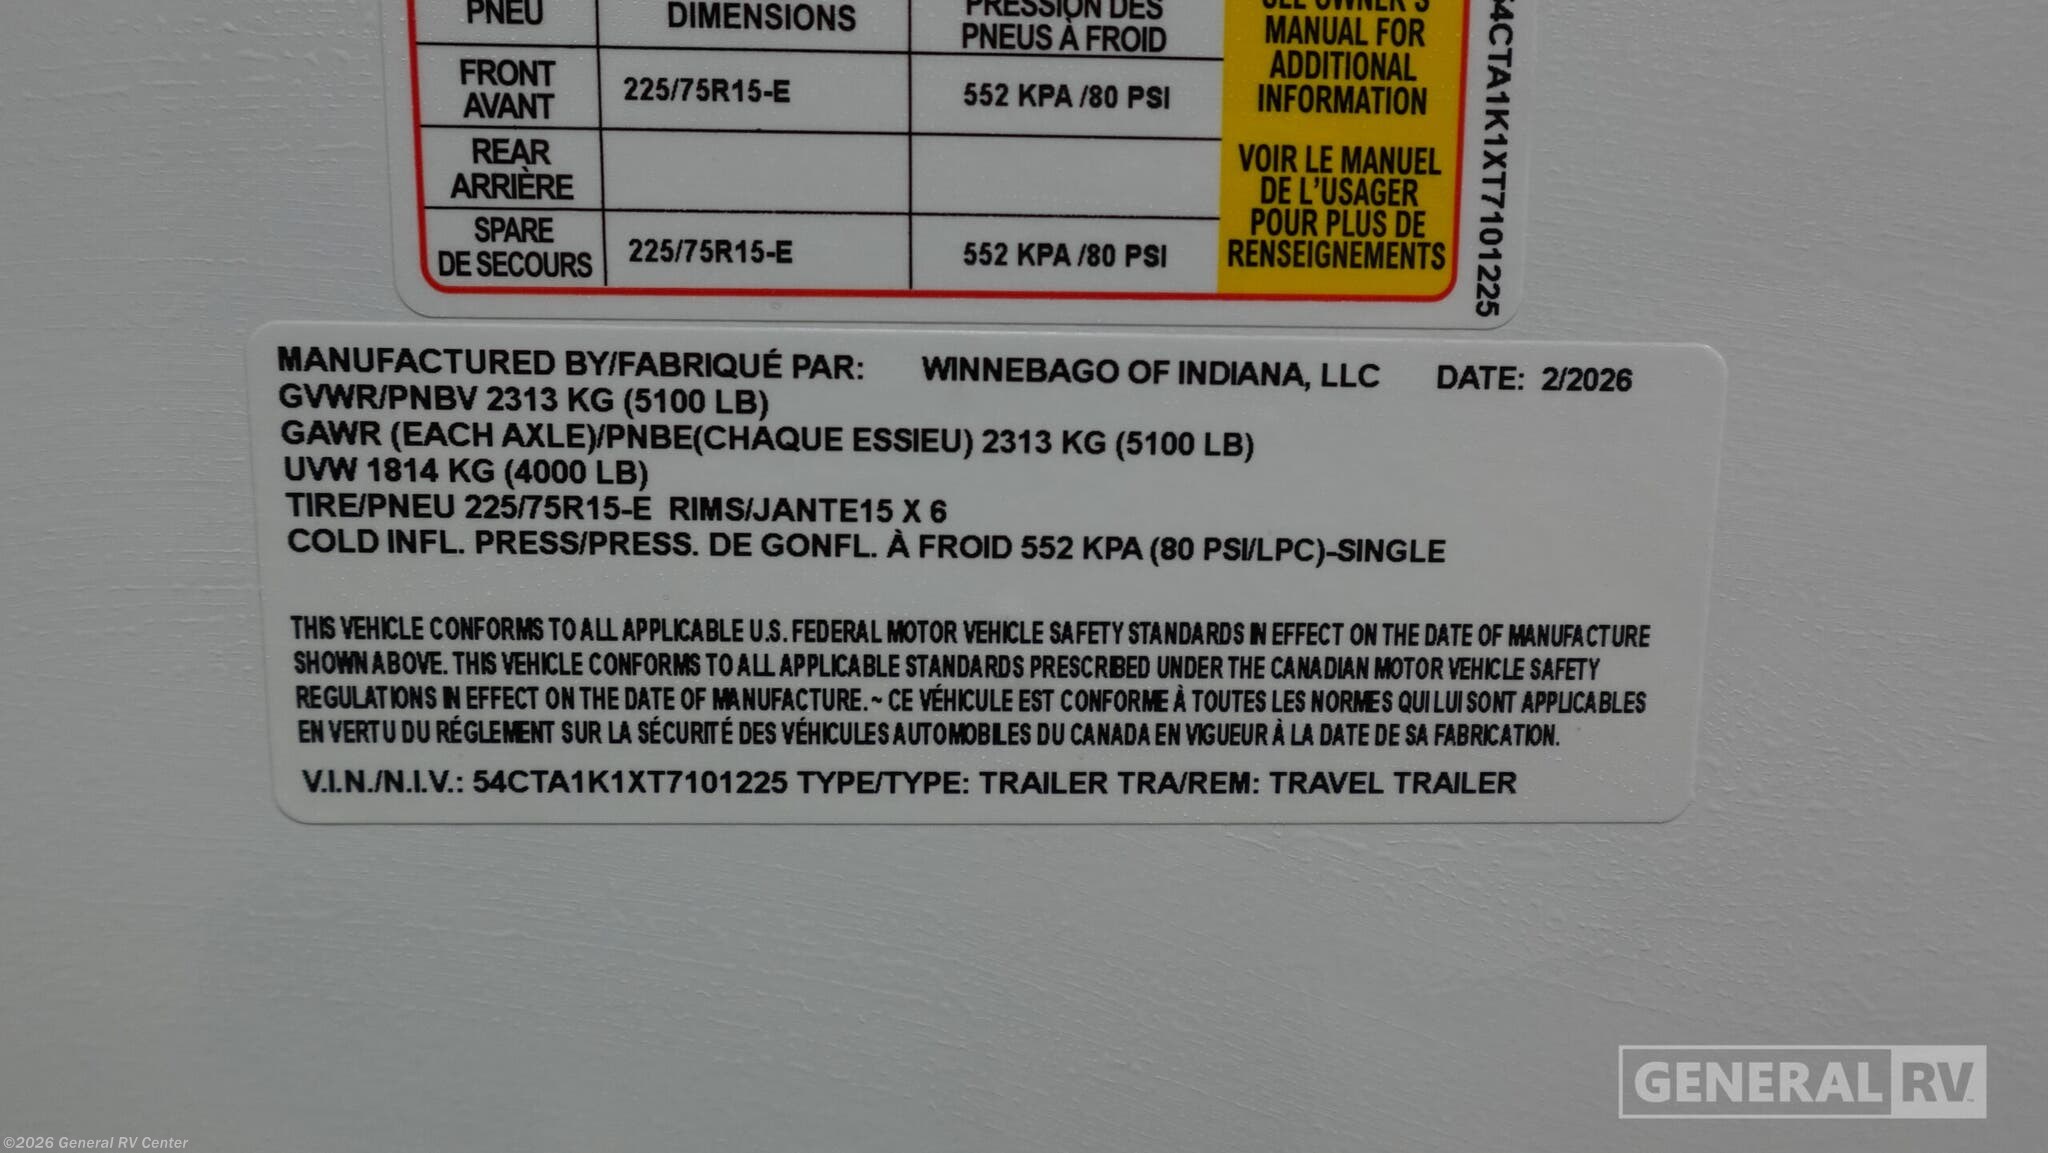 PNEU DIMENSIONS PRESSION DES
PNEUS À FROID
FRONT
AVANT 225/75R15-E 552 KPA /80 PSI
REAR
ARRIÈRE
SPARE
DE SECOURS 225/75R15-E 552 KPA /80 PSI
SEE OWNER'S
MANUAL FOR
ADDITIONAL
INFORMATION
VOIR LE MANUEL
DE L'USAGER
POUR PLUS DE
RENSEIGNEMENTS
54CTA1K1XT7101225
MANUFACTURED BY/FABRIQUÉ PAR: WINNEBAGO OF INDIANA, LLC DATE: 2/2026
GVWR/PNBV 2313 KG (5100 LB)
GAWR (EACH AXLE)/PNBE(CHAQUE ESSIEU) 2313 KG (5100 LB)
UVW 1814 KG (4000 LB)
TIRE/PNEU 225/75R15-E RIMS/JANTE15 X 6
COLD INFL. PRESS/PRESS. DE GONFL. À FROID 552 KPA (80 PSI/LPC)-SINGLE
THIS VEHICLE CONFORMS TO ALL APPLICABLE U.S. FEDERAL MOTOR VEHICLE SAFETY STANDARDS IN EFFECT ON THE DATE OF MANUFACTURE
SHOWN ABOVE. THIS VEHICLE CONFORMS TO ALL APPLICABLE STANDARDS PRESCRIBED UNDER THE CANADIAN MOTOR VEHICLE SAFETY
REGULATIONS IN EFFECT ON THE DATE OF MANUFACTURE. ~ CE VÉHICULE EST CONFORME À TOUTES LES NORMES QUI LUI SONT APPLICABLES
EN VERTU DU RÉGLEMENT SUR LA SÉCURITÉ DES VÉHICULES AUTOMOBILES DU CANADA EN VIGUEUR À LA DATE DE SA FABRICATION.
V.I.N./N.I.V.: 54CTA1K1XT7101225 TYPE/TYPE: TRAILER TRA/REM: TRAVEL TRAILER
GENERAL RV
©2026 General RV Center